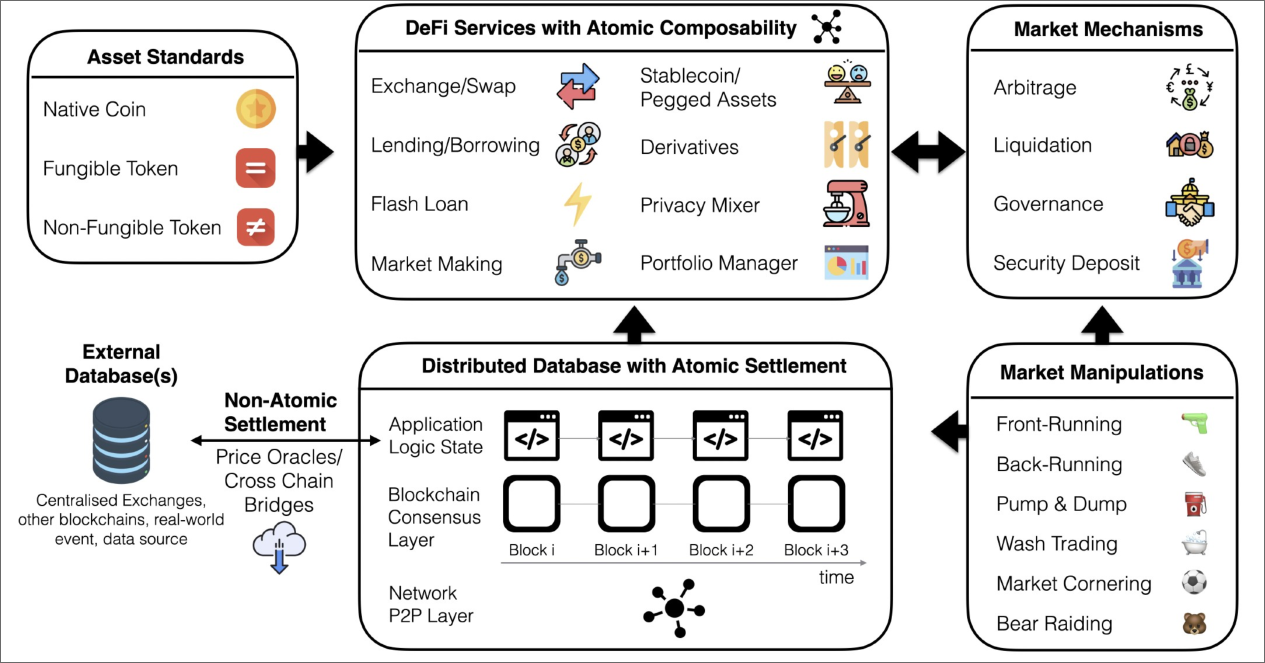 Asset Standards
Native Coin
Fungible Token
=
Non-Fungible Token
≠
DeFi Services with Atomic Composability
Exchange/Swap
Lending/Borrowing
Flash Loan
Market Making
Stablecoin/
Pegged Assets
Derivatives
Privacy Mixer
Portfolio Manager
Market Mechanisms
Arbitrage
£
€
¥
$
Liquidation
Governance
Security Deposit
External
Database(s)
Centralised Exchanges,
other blockchains, real-world
event, data source
Non-Atomic
Settlement
Price Oracles/
Cross Chain
Bridges
Distributed Database with Atomic Settlement
Application
Logic State
</> </> </> </>
Blockchain
Consensus
Layer
Block i Block i+1 Block i+2 Block i+3
time
Network
P2P Layer
Market Manipulations
Front-Running
Back-Running
Pump & Dump
Wash Trading
Market Cornering
Bear Raiding